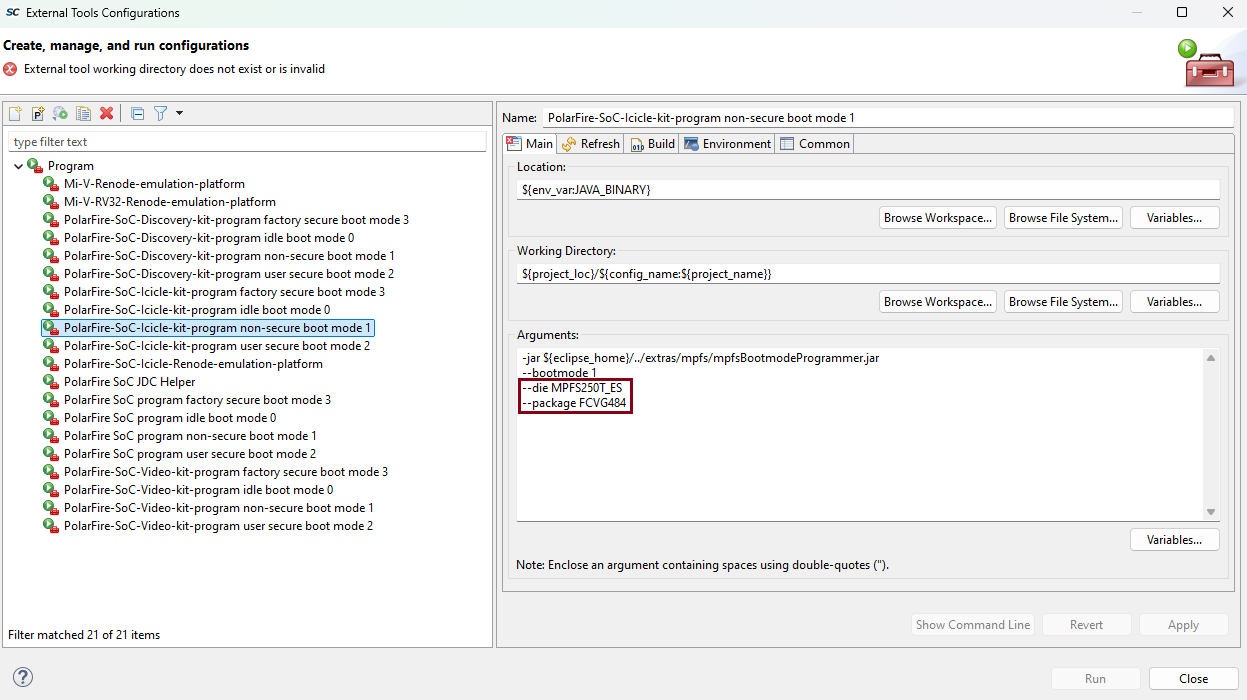 SC External Tools Configurations
Create, manage, and run configurations
External tool working directory does not exist or is invalid
type filter text
Program
Mi-V-Renode-emulation-platform
Mi-V-RV32-Renode-emulation-platform
PolarFire-SoC-Discovery-kit-program factory secure boot mode 3
PolarFire-SoC-Discovery-kit-program idle boot mode 0
PolarFire-SoC-Discovery-kit-program non-secure boot mode 1
PolarFire-SoC-Discovery-kit-program user secure boot mode 2
PolarFire-SoC-Icicle-kit-program factory secure boot mode 3
PolarFire-SoC-Icicle-kit-program idle boot mode 0
PolarFire-SoC-Icicle-kit-program non-secure boot mode 1
PolarFire-SoC-Icicle-kit-program user secure boot mode 2
PolarFire-SoC-Icicle-Renode-emulation-platform
PolarFire SoC JDC Helper
PolarFire SoC program factory secure boot mode 3
PolarFire SoC program idle boot mode 0
PolarFire SoC program non-secure boot mode 1
PolarFire SoC program user secure boot mode 2
PolarFire-SoC-Video-kit-program factory secure boot mode 3
PolarFire-SoC-Video-kit-program idle boot mode 0
PolarFire-SoC-Video-kit-program non-secure boot mode 1
PolarFire-SoC-Video-kit-program user secure boot mode 2
Filter matched 21 of 21 items
Name: PolarFire-SoC-Icicle-kit-program non-secure boot mode 1
Main Refresh Build Environment Common
Location:
${env_var:JAVA_BINARY}
Browse Workspace... Browse File System... Variables...
Working Directory:
${project_loc}/${config_name:${project_name}}
Browse Workspace... Browse File System... Variables...
Arguments:
-jar ${eclipse_home}/../extras/mpfs/mpfsBootmodeProgrammer.jar
--bootmode 1
--die MPFS250T_ES
--package FCVG484
Variables...
Note: Enclose an argument containing spaces using double-quotes (").
Show Command Line Revert Apply
Run Close